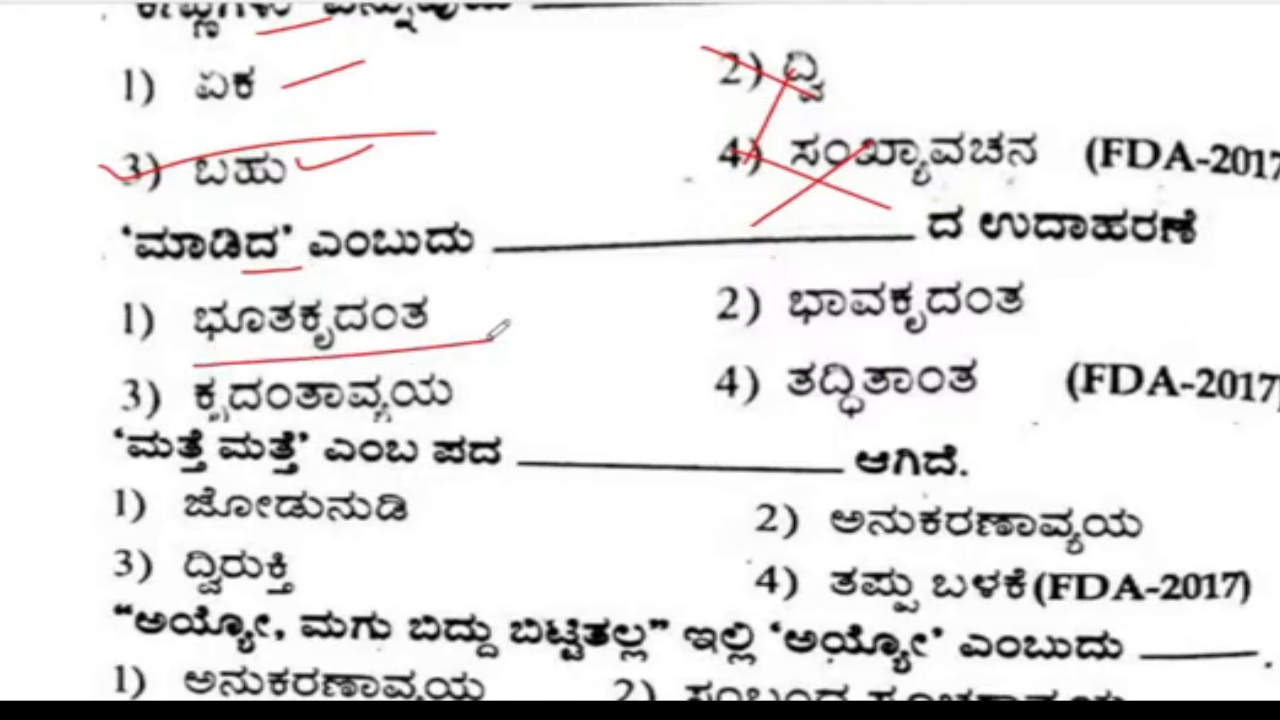 1) ಏಕ 2) ದ್ವಿ
3) ಬಹು 4) ಸಂಖ್ಯಾವಚನ (FDA-2017
‘ಮಾಡಿದ’ ಎಂಬುದು ____________ ದ ಉದಾಹರಣೆ
1) ಭೂತಕೃದಂತ 2) ಭಾವಕೃದಂತ
3) ಕೃದಂತಾವ್ಯಯ 4) ತದ್ಧಿತಾಂತ (FDA-2017)
‘ಮತ್ತೆ ಮತ್ತೆ’ ಎಂಬ ಪದ ____________ ಆಗಿದೆ.
1) ಜೋಡುನುಡಿ 2) ಅನುಕರಣಾವ್ಯಯ
3) ದ್ವಿರುಕ್ತಿ 4) ತಪ್ಪು ಬಳಕೆ (FDA-2017)
“ಅಯ್ಯೋ, ಮಗು ಬಿದ್ದು ಬಿಟ್ಟಿತಲ್ಲ” ಇಲ್ಲಿ ‘ಅಯ್ಯೋ’ ಎಂಬುದು ____.
1) ಅನುಕರಣಾವ್ಯಯ 2)